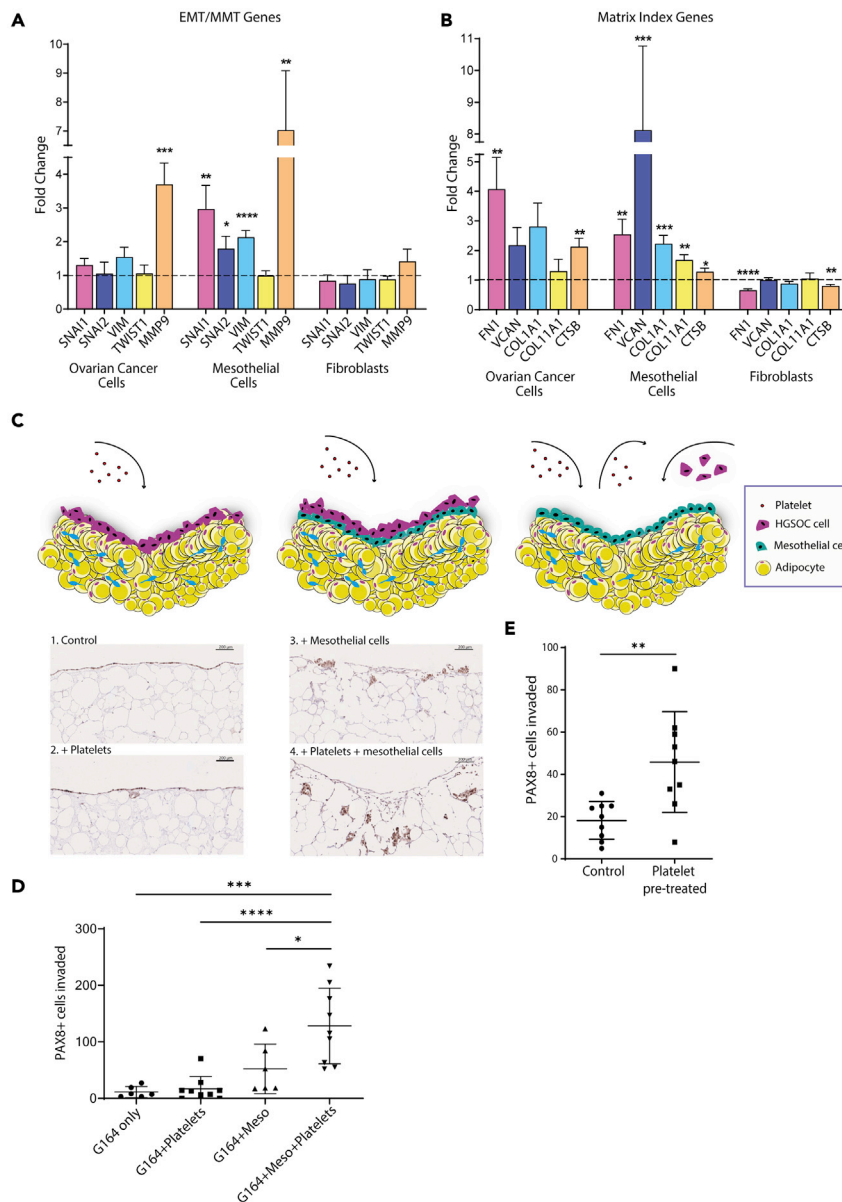 A
EMT/MMT Genes
Fold Change
10
9
8
7
6
5
4
3
2
1
0
**
***
**
*
****
SNAI1
SNAI2
VIM
TWIST1
MMP9
SNAI1
SNAI2
VIM
TWIST1
MMP9
SNAI1
SNAI2
VIM
TWIST1
MMP9
Ovarian Cancer
Cells
Mesothelial
Cells
Fibroblasts
B
Matrix Index Genes
Fold Change
11
10
9
8
7
6
5
4
3
2
1
0
***
**
**
**
***
**
*
****
**
FN1
VCAN
COL1A1
COL11A1
CTSB
FN1
VCAN
COL1A1
COL11A1
CTSB
FN1
VCAN
COL1A1
COL11A1
CTSB
Ovarian Cancer
Cells
Mesothelial
Cells
Fibroblasts
C
Platelet
HGSOC cell
Mesothelial ce
Adipocyte
1. Control
2. + Platelets
3. + Mesothelial cells
4. + Platelets + mesothelial cells
E
PAX8+ cells invaded
100
80
60
40
20
0
**
Control
Platelet
pre-treated
D
PAX8+ cells invaded
300
200
100
0
***
****
*
G164 only
G164+Platelets
G164+Meso
G164+Meso+Platelets